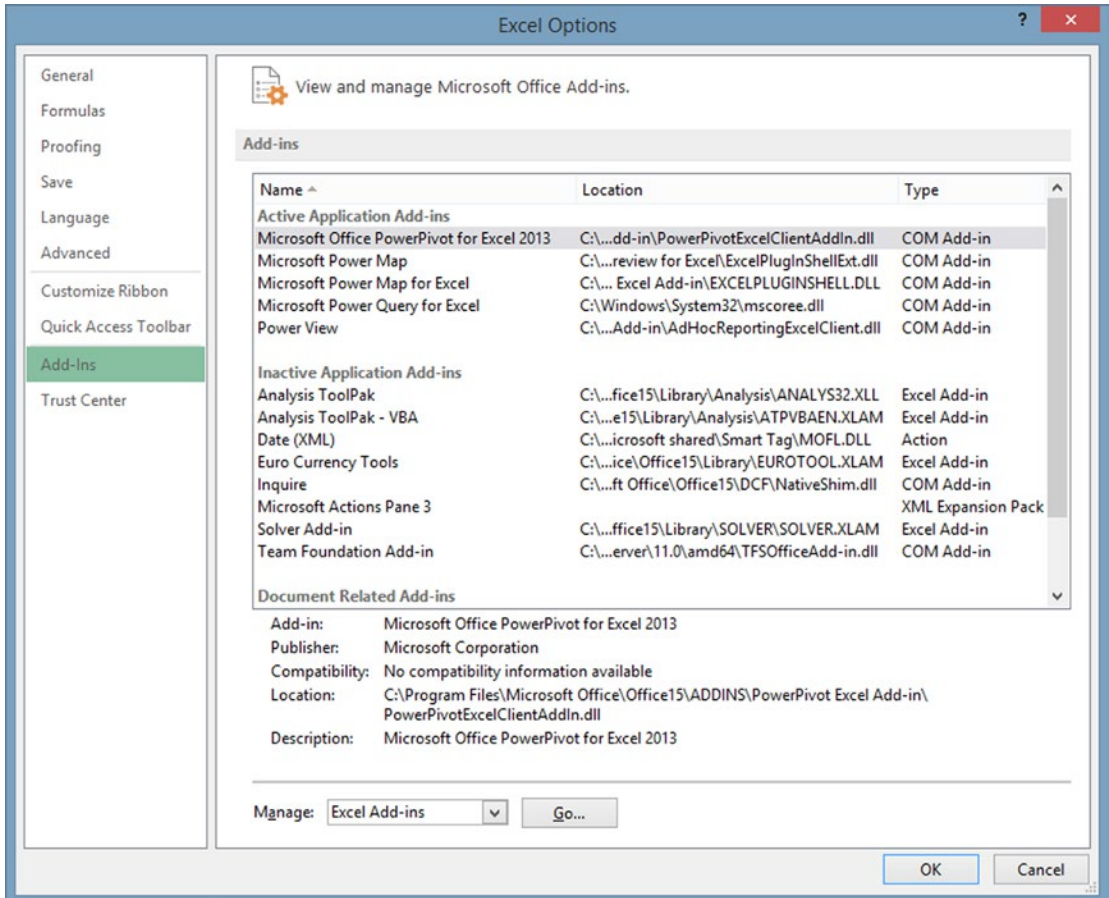 Excel Options
?
×
General
Formulas
Proofing
Save
Language
Advanced
Customize Ribbon
Quick Access Toolbar
Add-Ins
Trust Center
View and manage Microsoft Office Add-ins.
Add-ins
Name Location Type
Active Application Add-ins
Microsoft Office PowerPivot for Excel 2013 C:\...dd-in\PowerPivotExcelClientAddIn.dll COM Add-in
Microsoft Power Map C:\...review for Excel\ExcelPlugInShellExt.dll COM Add-in
Microsoft Power Map for Excel C:\... Excel Add-in\EXCELPLUGINSHELL.DLL COM Add-in
Microsoft Power Query for Excel C:\Windows\System32\mscoree.dll COM Add-in
Power View C:\...Add-in\AdHocReportingExcelClient.dll COM Add-in
Inactive Application Add-ins
Analysis ToolPak C:\...fice15\Library\Analysis\ANALYS32.XLL Excel Add-in
Analysis ToolPak - VBA C:\...e15\Library\Analysis\ATPVBAEN.XLAM Excel Add-in
Date (XML) C:\...icrosoft shared\Smart Tag\MOFL.DLL Action
Euro Currency Tools C:\...ice\Office15\Library\EUROTOOL.XLAM Excel Add-in
Inquire C:\...ft Office\Office15\DCF\NativeShim.dll COM Add-in
Microsoft Actions Pane 3 XML Expansion Pack
Solver Add-in C:\...ffice15\Library\SOLVER\SOLVER.XLAM Excel Add-in
Team Foundation Add-in C:\...erver\11.0\amd64\TFSOfficeAdd-in.dll COM Add-in
Document Related Add-ins
Add-in: Microsoft Office PowerPivot for Excel 2013
Publisher: Microsoft Corporation
Compatibility: No compatibility information available
Location: C:\Program Files\Microsoft Office\Office15\ADDINS\PowerPivot Excel Add-in\
PowerPivotExcelClientAddIn.dll
Description: Microsoft Office PowerPivot for Excel 2013
Manage: Excel Add-ins Go...
OK Cancel